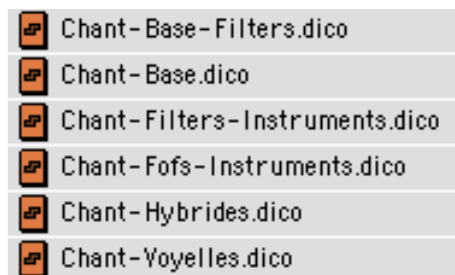 Chant-Base-Filters.dico
Chant-Base.dico
Chant-Filters-Instruments.dico
Chant-Fofs-Instruments.dico
Chant-Hybrides.dico
Chant-Voyelles.dico